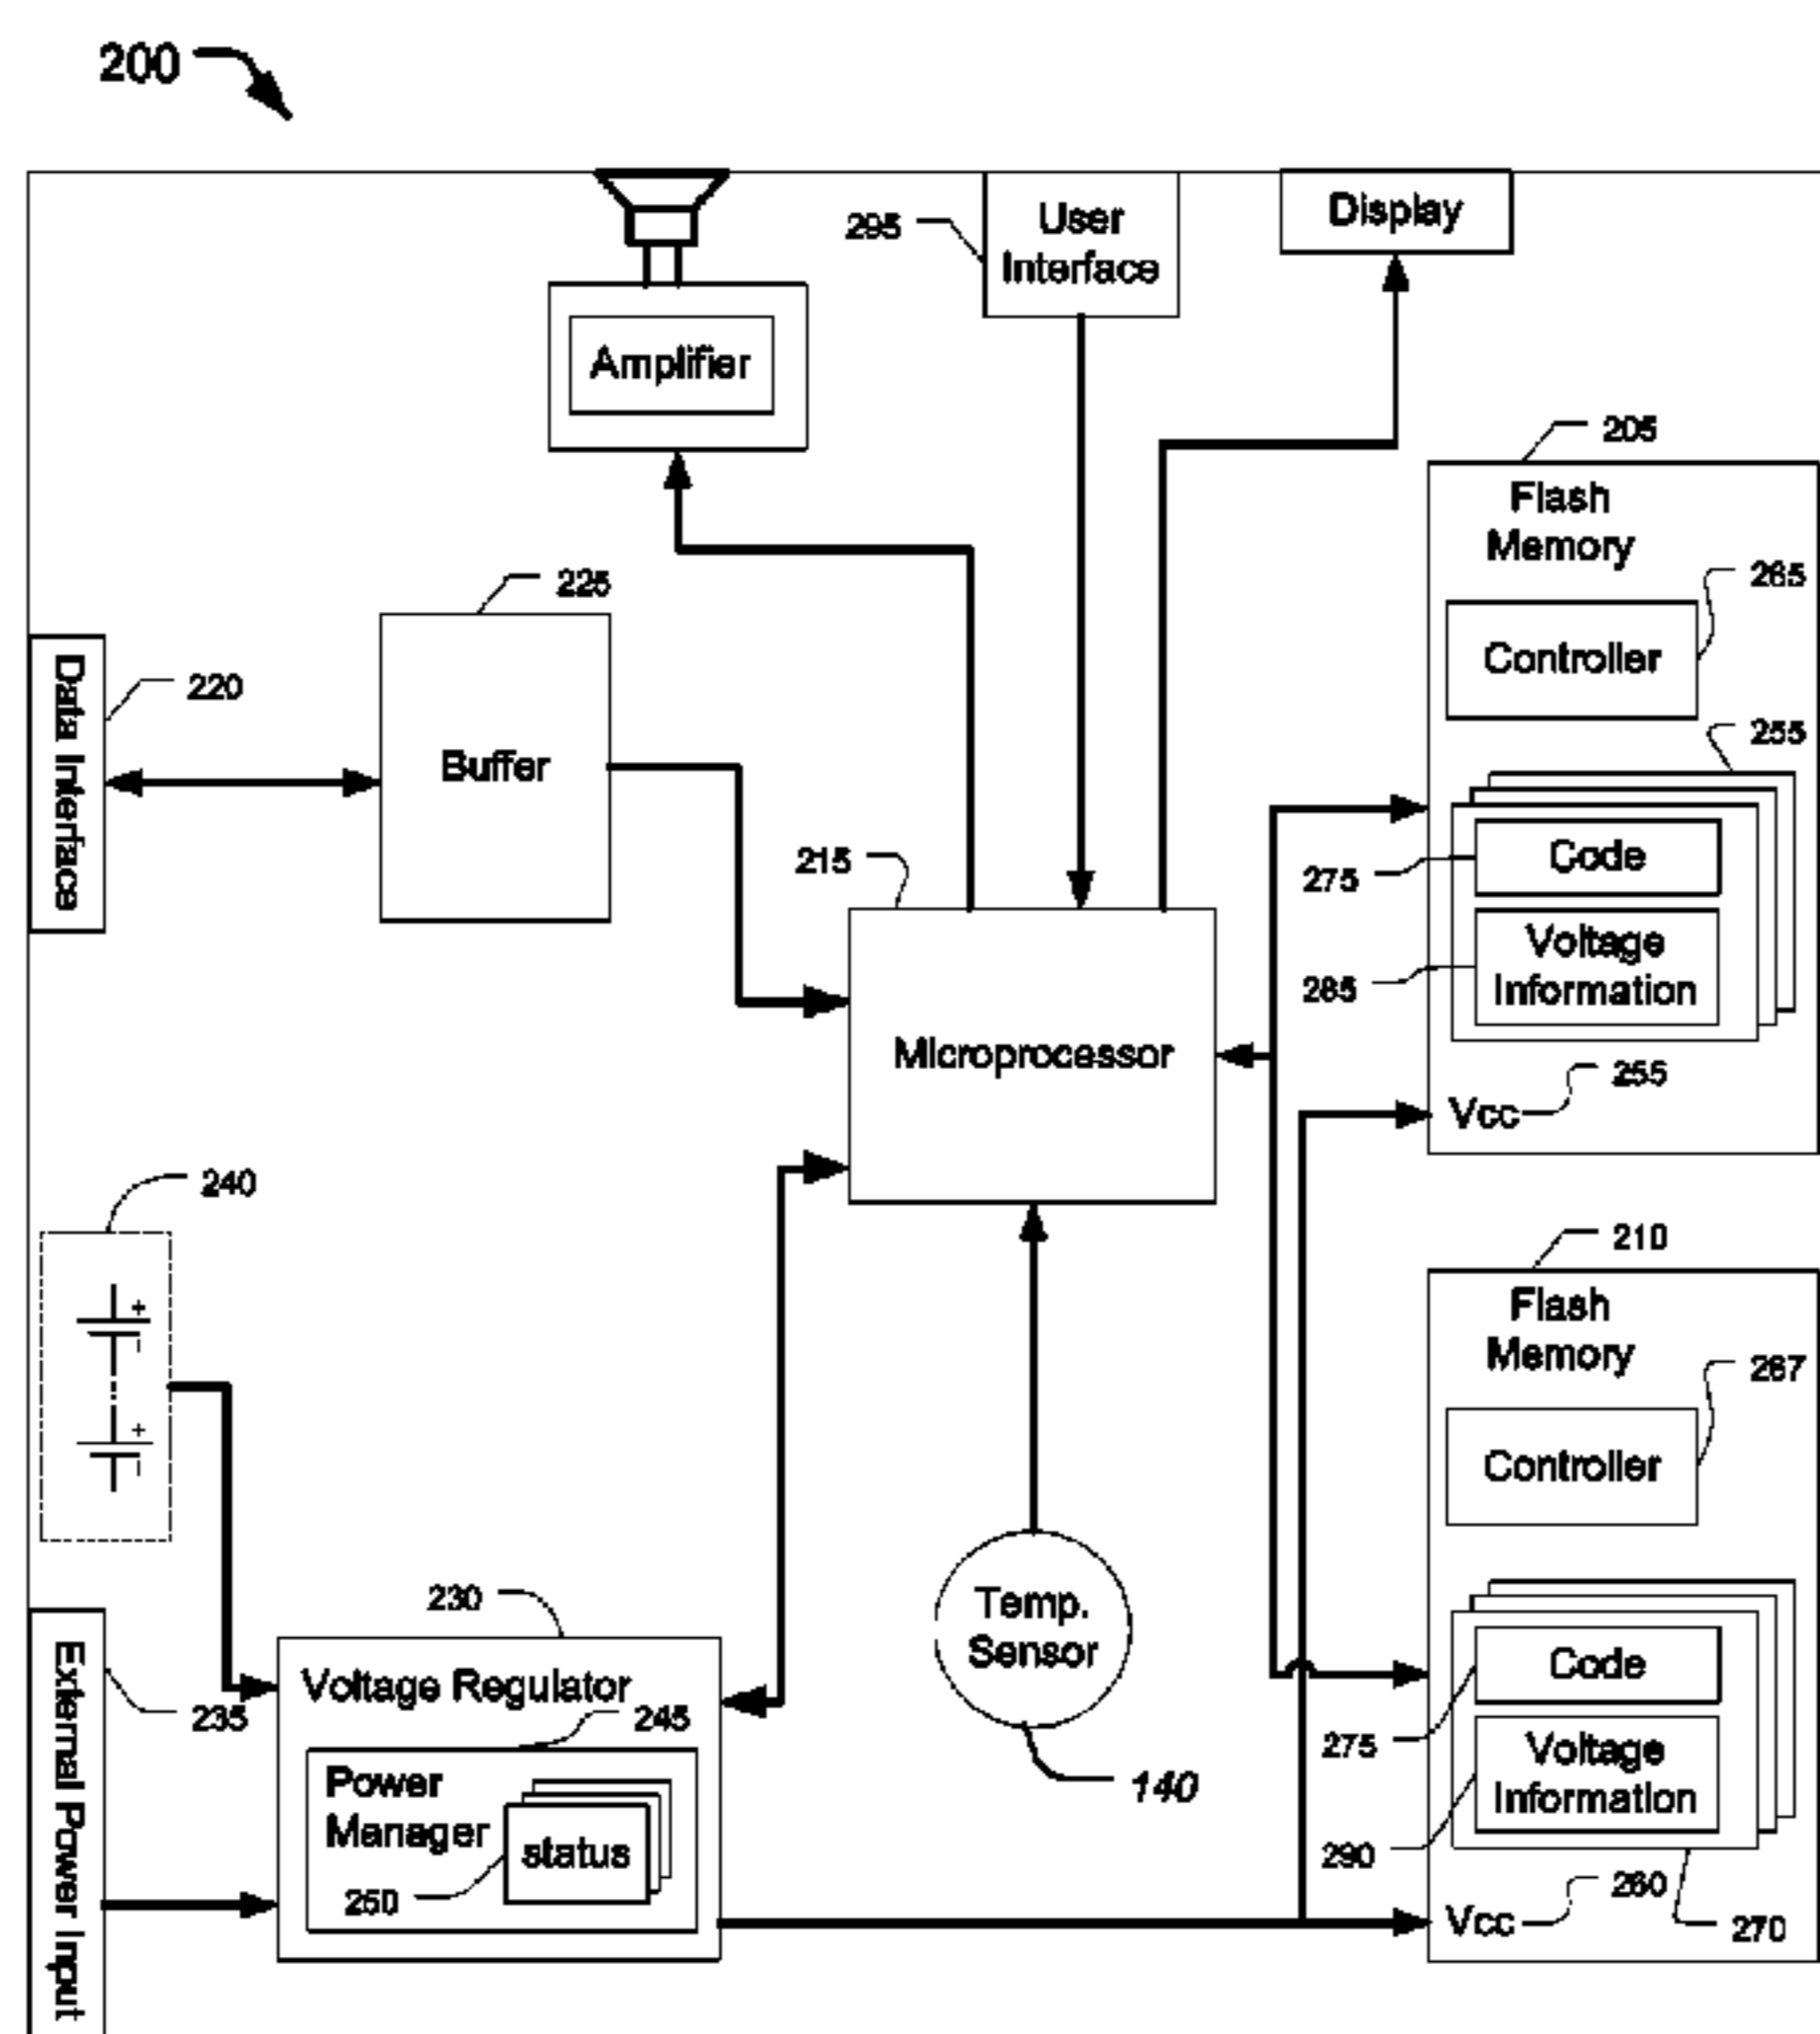 200
295
User
Interface
Display
Amplifier
205
Flash
Memory
265
Controller
225
Buffer
Data Interface
220
255
275
Code
285
Voltage
Information
215
Microprocessor
255
Vcc
240
+
+
210
Flash
Memory
267
Controller
Temp.
Sensor
140
External Power Input
235
230
Voltage Regulator
245
Power
Manager
status
250
275
Code
290
Voltage
Information
260
Vcc
270